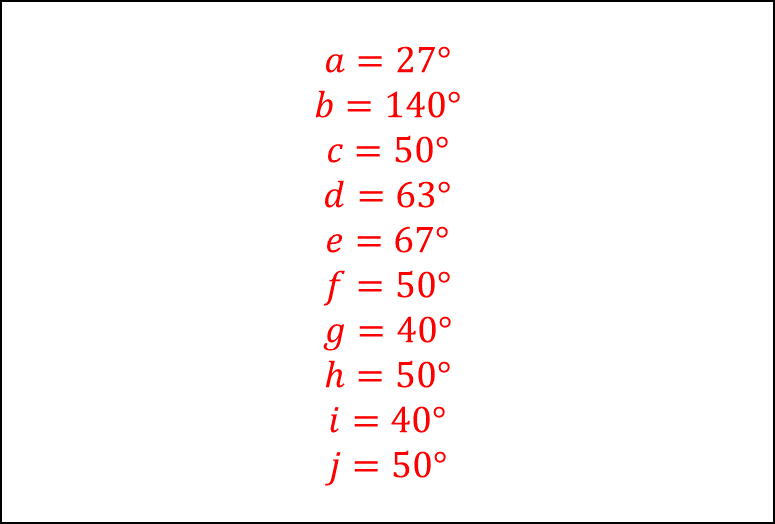 a = 27°
b = 140°
c = 50°
d = 63°
e = 67°
f = 50°
g = 40°
h = 50°
i = 40°
j = 50°